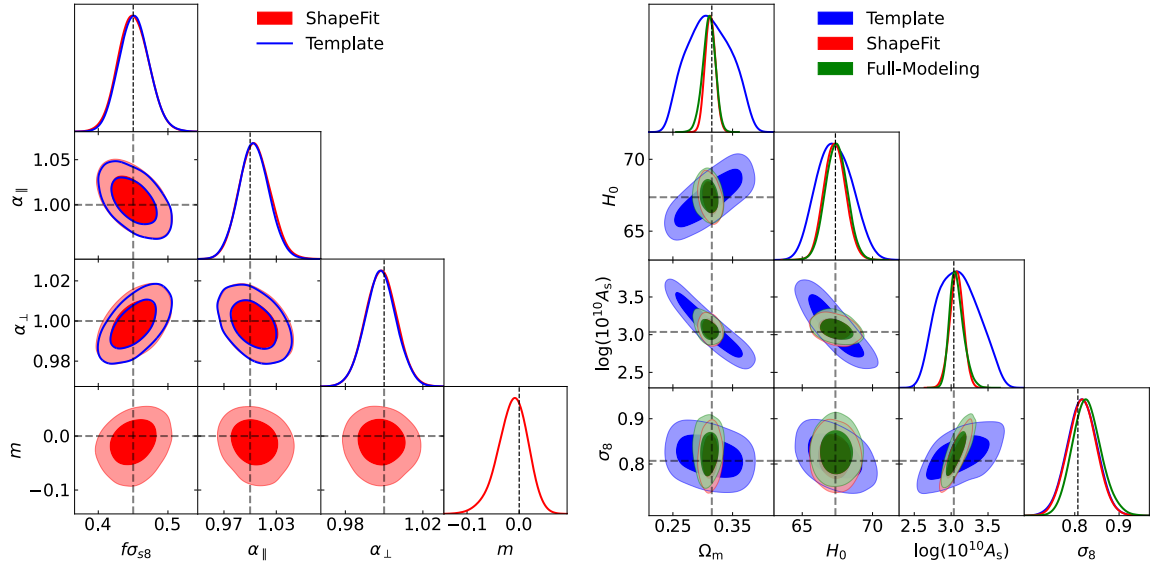 ShapeFit
Template
α∥
1.05
1.00
α⊥
1.02
1.00
0.98
m
0.0
−0.1
0.4 0.5
0.97 1.03
0.98 1.02
−0.1 0.0
fσs8
α∥
α⊥
m
Template
ShapeFit
Full-Modeling
H0
70
65
log(10¹⁰As)
3.5
3.0
2.5
σ8
0.9
0.8
0.25 0.35
65 70
2.5 3.0 3.5
0.8 0.9
Ωm
H0
log(10¹⁰As)
σ8